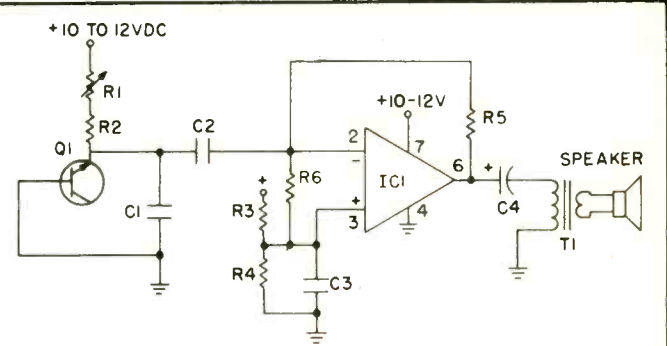 +10 TO 12VDC
R1
R2
Q1
C1
C2
R3
R4
R6
C3
+10-12V
2
-
7
IC1
+
3
4
6
R5
+
C4
SPEAKER
T1
+